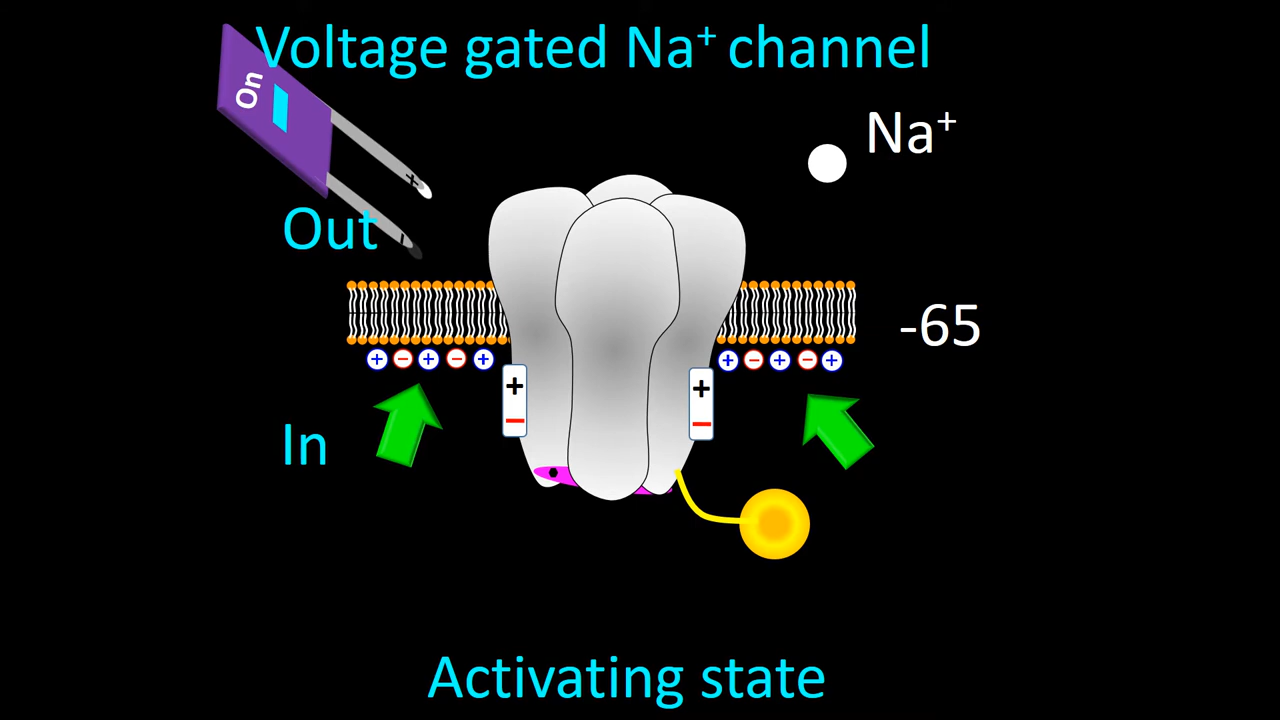 Voltage gated Na⁺ channel
On
Na⁺
+
-
Out
-65
+ − + − +
+ − + − +
+
−
+
−
In
Activating state